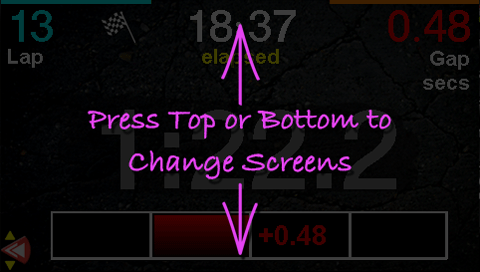 13 18:37 0.48
Lap elapsed Gap
secs
Press Top or Bottom to
Change Screens
1:22.2
+0.48